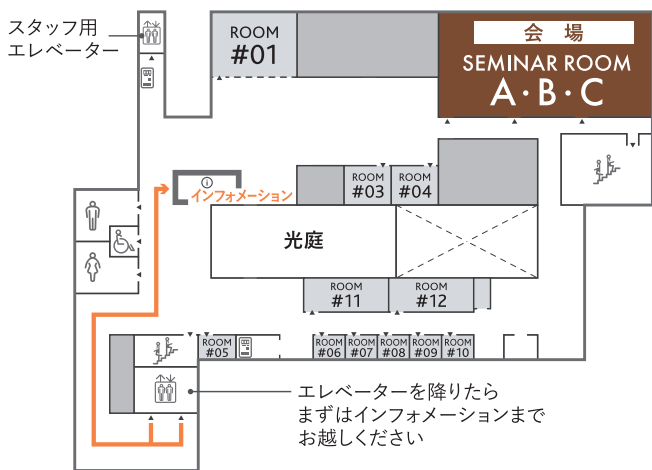 スタッフ用
エレベーター
ROOM
#01
会場
SEMINAR ROOM
A・B・C
インフォメーション
ROOM
#03
ROOM
#04
光庭
ROOM
#11
ROOM
#12
ROOM
#05
ROOM
#06
ROOM
#07
ROOM
#08
ROOM
#09
ROOM
#10
エレベーターを降りたら
まずはインフォメーションまで
お越しください